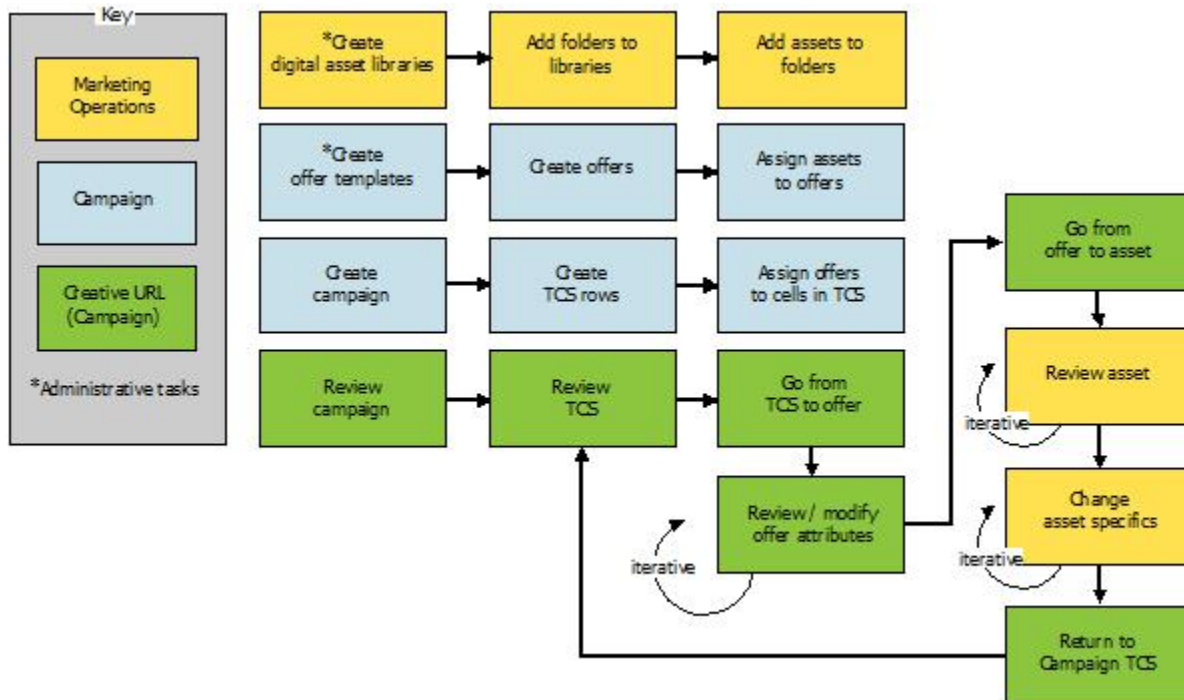 Key
Marketing
Operations
Campaign
Creative URL
(Campaign)
*Administrative tasks
*Create
digital asset libraries
Add folders to
libraries
Add assets to
folders
*Create
offer templates
Create offers
Assign assets
to offers
Create
campaign
Create
TCS rows
Assign offers
to cells in TCS
Review
campaign
Review
TCS
Go from
TCS to offer
Review / modify
offer attributes
iterative
Go from
offer to asset
Review asset
iterative
Change
asset specifics
iterative
Return to
Campaign TCS